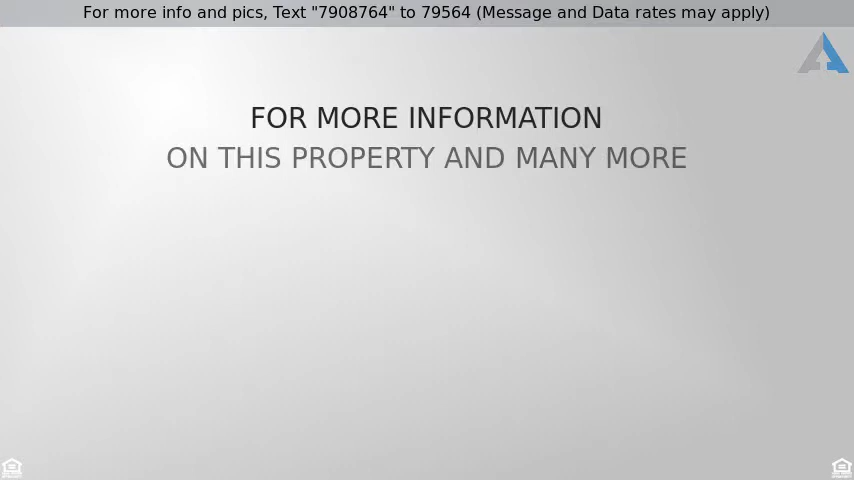 For more info and pics, Text "7908764" to 79564 (Message and Data rates may apply)
FOR MORE INFORMATION
ON THIS PROPERTY AND MANY MORE